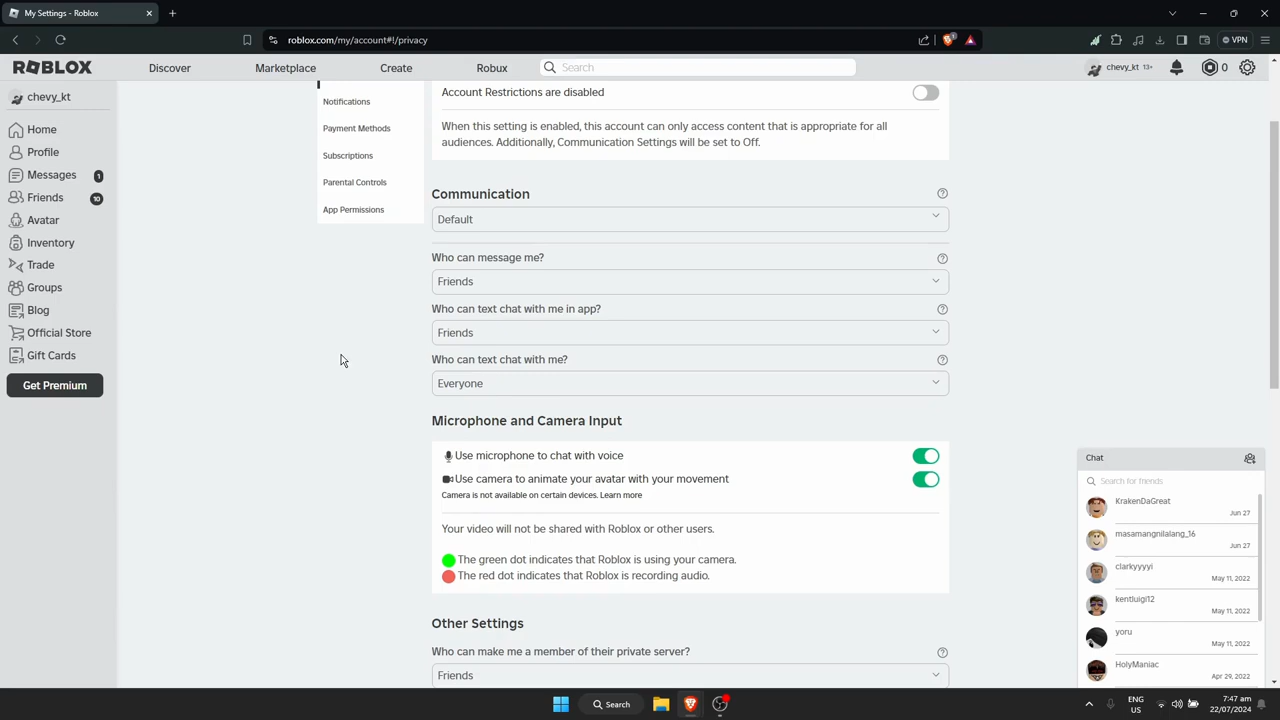 My Settings - Roblox
roblox.com/my/account#!/privacy
1
VPN
ROBLOX
Discover
Marketplace
Create
Robux
Search
chevy_kt 13+
0
chevy_kt
Home
Profile
Messages 1
Friends 10
Avatar
Inventory
Trade
Groups
Blog
Official Store
Gift Cards
Get Premium
Notifications
Payment Methods
Subscriptions
Parental Controls
App Permissions
Account Restrictions are disabled
When this setting is enabled, this account can only access content that is appropriate for all
audiences. Additionally, Communication Settings will be set to Off.
Communication
Default
Who can message me?
Friends
Who can text chat with me in app?
Friends
Who can text chat with me?
Everyone
Microphone and Camera Input
Use microphone to chat with voice
Use camera to animate your avatar with your movement
Camera is not available on certain devices. Learn more
Your video will not be shared with Roblox or other users.
The green dot indicates that Roblox is using your camera.
The red dot indicates that Roblox is recording audio.
Other Settings
Who can make me a member of their private server?
Friends
Chat
Search for friends
KrakenDaGreat
Jun 27
masamangnilalang_16
Jun 27
clarkyyyyi
May 11, 2022
kentluigi12
May 11, 2022
yoru
May 11, 2022
HolyManiac
Apr 29, 2022
Search
ENG
US
7:47 am
22/07/2024